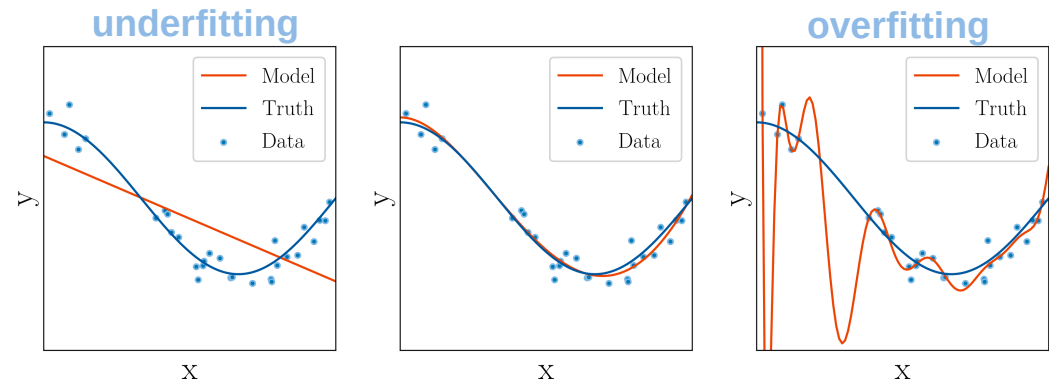 underfitting
overfitting
Model
Truth
Data
y
x
Model
Truth
Data
y
x
Model
Truth
Data
y
x